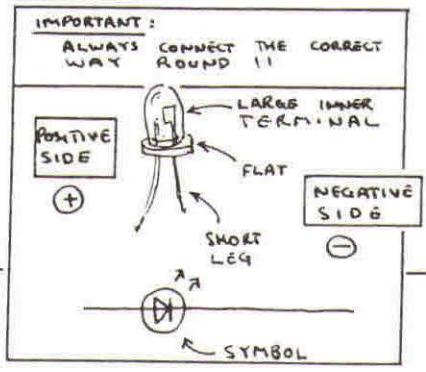 IMPORTANT:
ALWAYS CONNECT THE CORRECT
WAY ROUND !!
LARGE INNER
TERMINAL
POSITIVE
SIDE
+
FLAT
NEGATIVE
SIDE
−
SHORT
LEG
SYMBOL